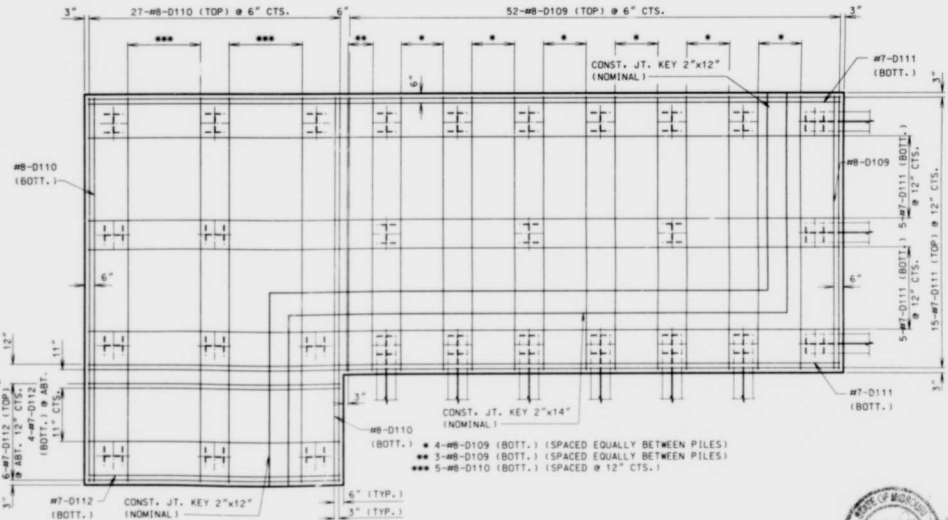 3" 27-#8-D110 (TOP) @ 6" CTS. 6" 52-#8-D109 (TOP) @ 6" CTS. 3"
*** *** ** * * * * * *
CONST. JT. KEY 2"x12"
(NOMINAL)
#7-D111
(BOTT.)
6"
3"
#8-D110
(BOTT.)
#8-D109
5-#7-D111 (BOTT.)
@ 12" CTS.
5-#7-D111 (BOTT.)
@ 12" CTS.
15-#7-D111 (TOP) @ 12" CTS.
6"
6"
12"
11"
6-#7-D112 (TOP)
@ ABT. 12" CTS.
4-#7-D112
(BOTT.) @ ABT.
11" CTS.
3"
3"
3"
CONST. JT. KEY 2"x14"
(NOMINAL)
#7-D111
(BOTT.)
#8-D110
(BOTT.)
* 4-#8-D109 (BOTT.) (SPACED EQUALLY BETWEEN PILES)
** 3-#8-D109 (BOTT.) (SPACED EQUALLY BETWEEN PILES)
*** 5-#8-D110 (BOTT.) (SPACED @ 12" CTS.)
#7-D112
(BOTT.)
CONST. JT. KEY 2"x12"
(NOMINAL)
6" (TYP.)
3" (TYP.)
STATE OF